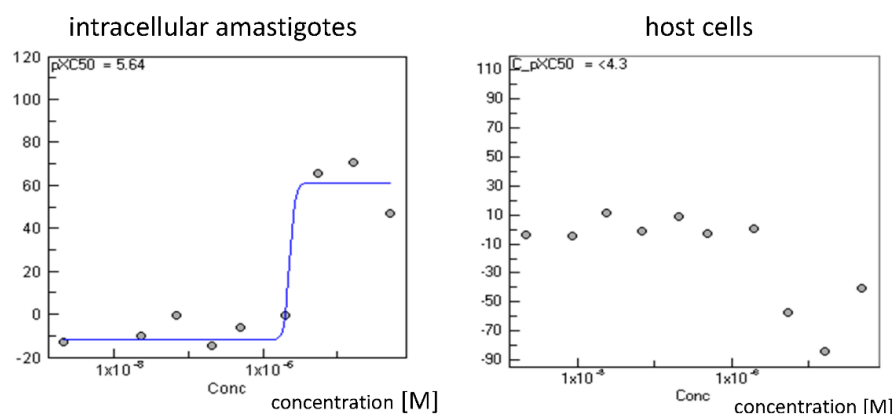 intracellular amastigotes
pXC50 = 5.64
120
100
80
60
40
20
0
-20
1x10⁻⁸
1x10⁻⁶
Conc
concentration [M]
host cells
C_pXC50 = <4.3
110
90
70
50
30
10
-10
-30
-50
-70
-90
1x10⁻⁸
1x10⁻⁶
Conc
concentration [M]